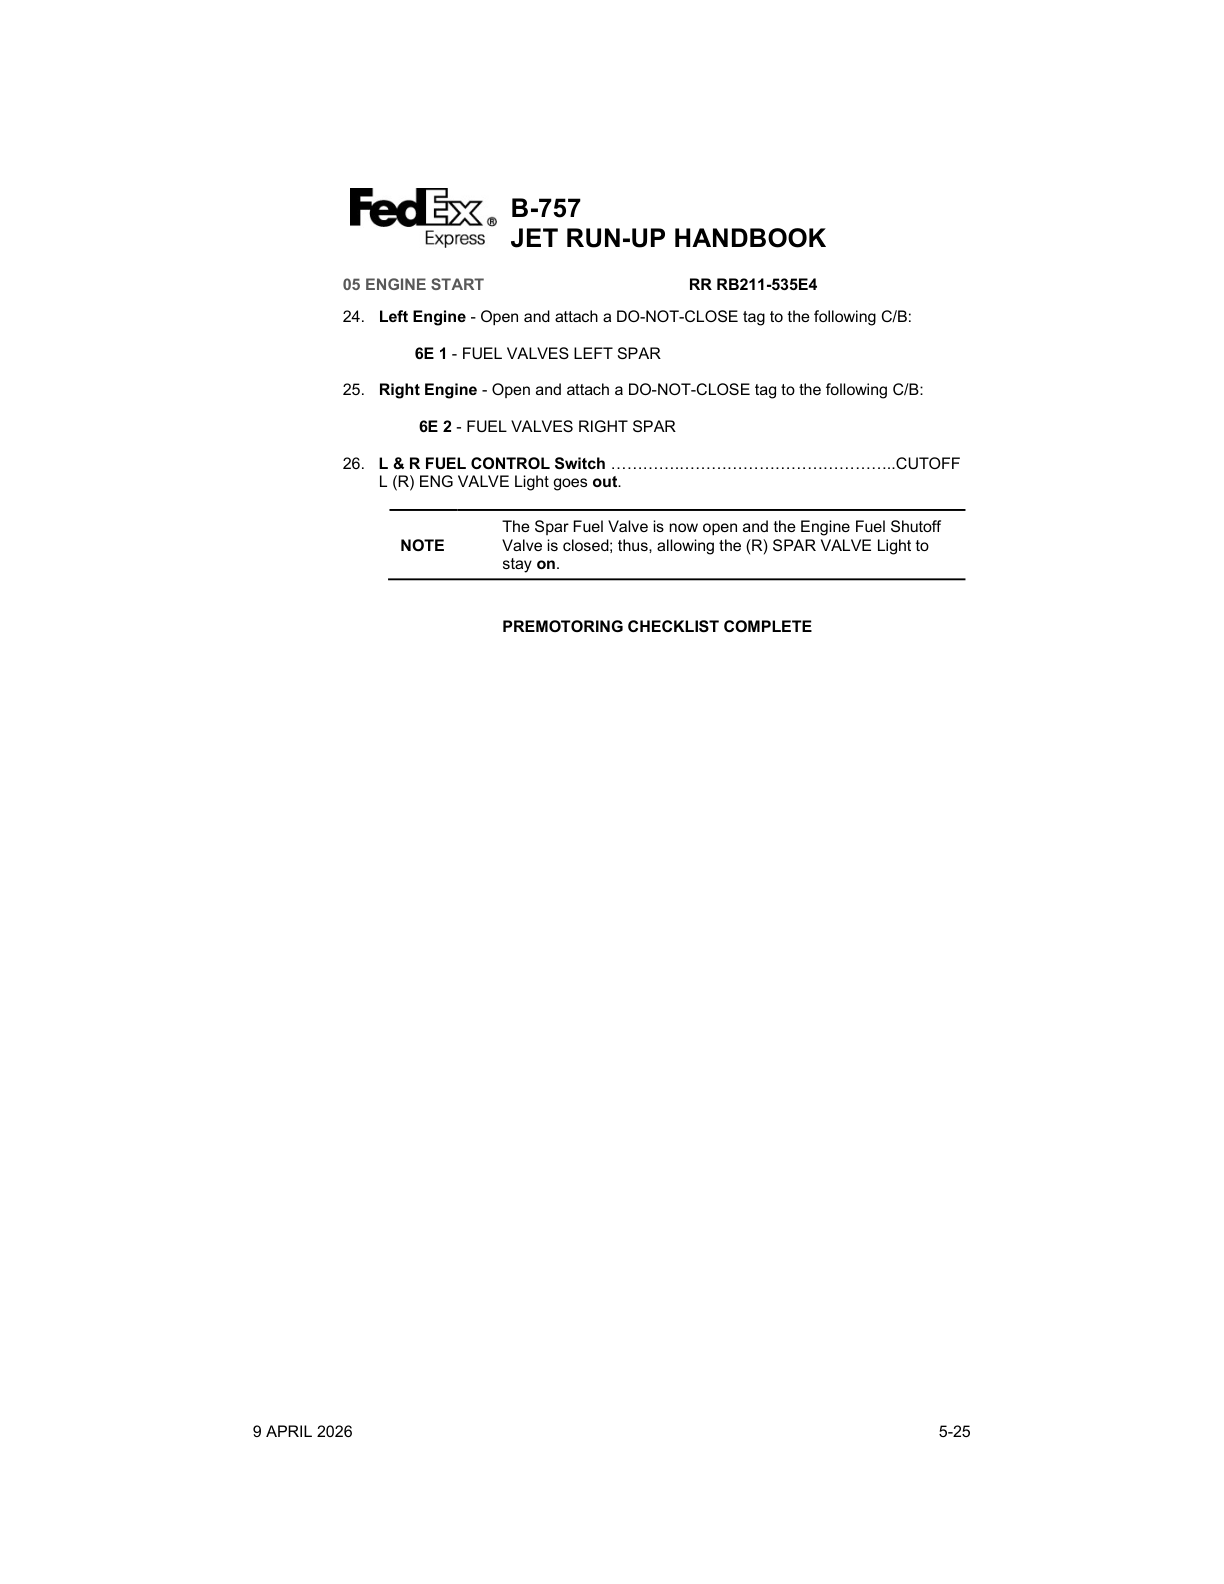 FedEx® B-757
Express JET RUN-UP HANDBOOK
05 ENGINE START RR RB211-535E4
24. Left Engine - Open and attach a DO-NOT-CLOSE tag to the following C/B:
6E 1 - FUEL VALVES LEFT SPAR
25. Right Engine - Open and attach a DO-NOT-CLOSE tag to the following C/B:
6E 2 - FUEL VALVES RIGHT SPAR
26. L & R FUEL CONTROL Switch ………………………………………………..CUTOFF
L (R) ENG VALVE Light goes out.
The Spar Fuel Valve is now open and the Engine Fuel Shutoff
NOTE Valve is closed; thus, allowing the (R) SPAR VALVE Light to
stay on.
PREMOTORING CHECKLIST COMPLETE
9 APRIL 2026 5-25